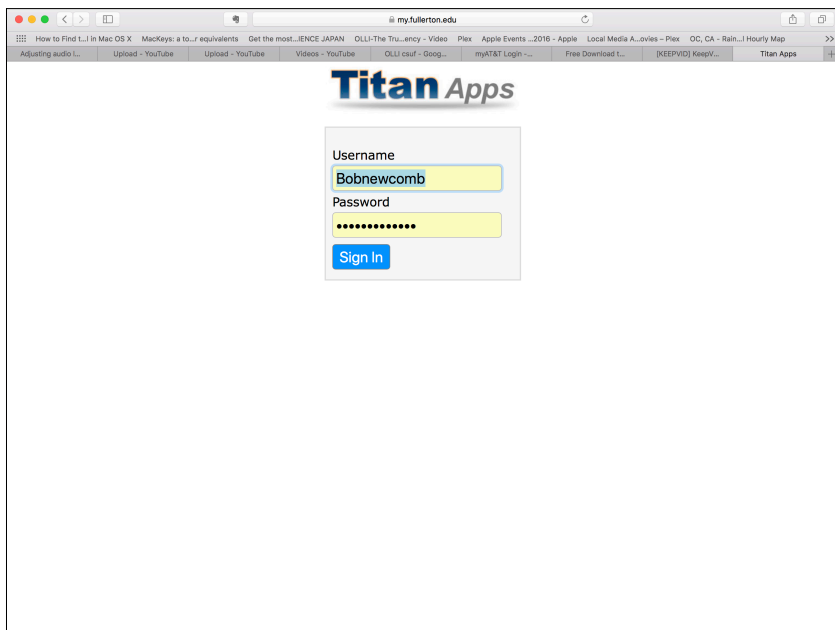 my.fullerton.edu
How to Find t...l in Mac OS X MacKeys: a to...r equivalents Get the most...IENCE JAPAN OLLI-The Tru...ency - Video Plex Apple Events ...2016 - Apple Local Media A...ovies – Plex OC, CA - Rain...l Hourly Map >>
Adjusting audio l... Upload - YouTube Upload - YouTube Videos - YouTube OLLI csuf - Goog... myAT&T Login -... Free Download t... [KEEPVID] KeepV... Titan Apps +
Titan Apps
Username
Bobnewcomb
Password
•••••••••••••
Sign In